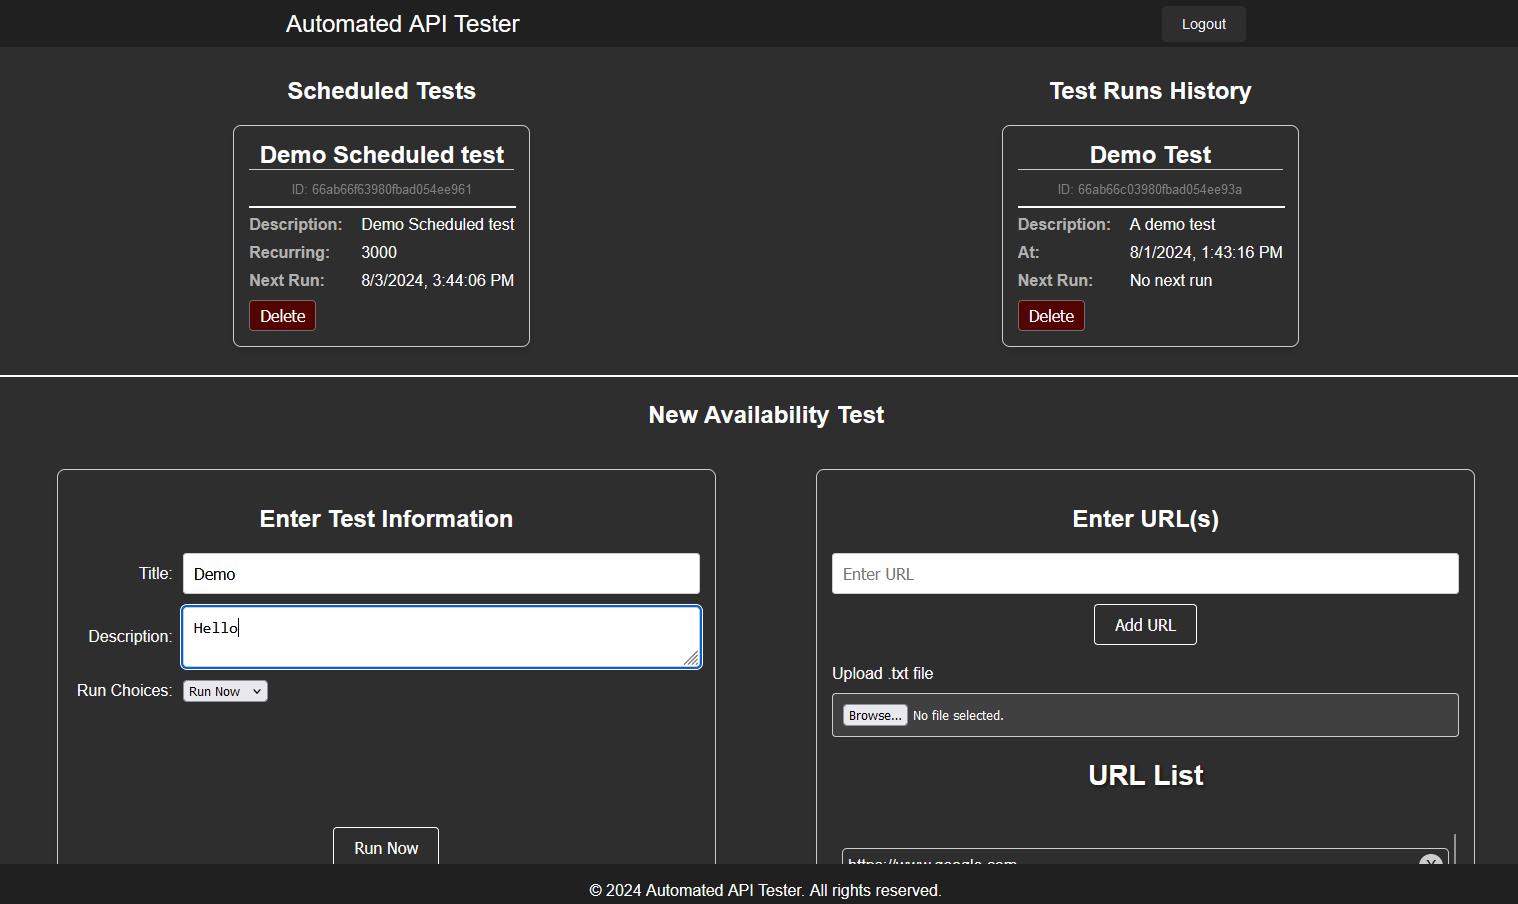 Automated API Tester
Logout
Scheduled Tests
Demo Scheduled test
ID: 66ab66f63980fbad054ee961
Description: Demo Scheduled test
Recurring: 3000
Next Run: 8/3/2024, 3:44:06 PM
Delete
Test Runs History
Demo Test
ID: 66ab66c03980fbad054ee93a
Description: A demo test
At: 8/1/2024, 1:43:16 PM
Next Run: No next run
Delete
New Availability Test
Enter Test Information
Title: Demo
Description: Hello
Run Choices: Run Now
Run Now
Enter URL(s)
Enter URL
Add URL
Upload .txt file
Browse... No file selected.
URL List
https://www.google.com X
© 2024 Automated API Tester. All rights reserved.